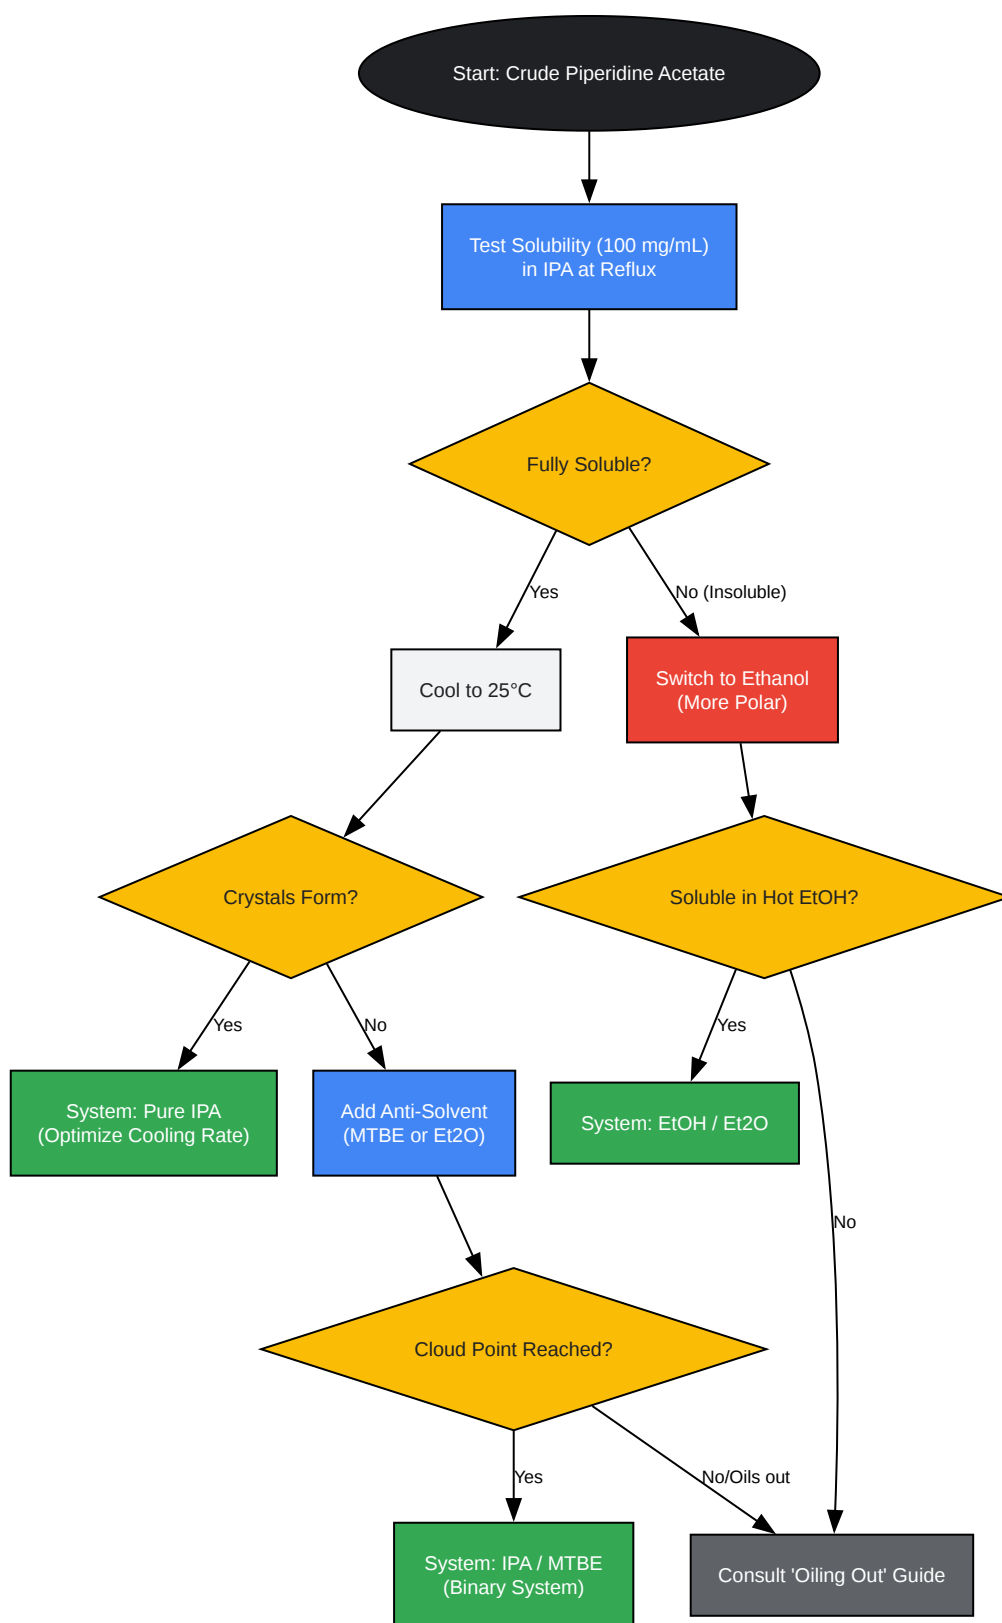 Start: Crude Piperidine Acetate
Test Solubility (100 mg/mL)
in IPA at Reflux
Fully Soluble?
Yes
No (Insoluble)
Cool to 25°C
Switch to Ethanol
(More Polar)
Crystals Form?
Soluble in Hot EtOH?
Yes
No
Yes
System: Pure IPA
(Optimize Cooling Rate)
Add Anti-Solvent
(MTBE or Et2O)
System: EtOH / Et2O
No
Cloud Point Reached?
Yes
No/Oils out
System: IPA / MTBE
(Binary System)
Consult 'Oiling Out' Guide